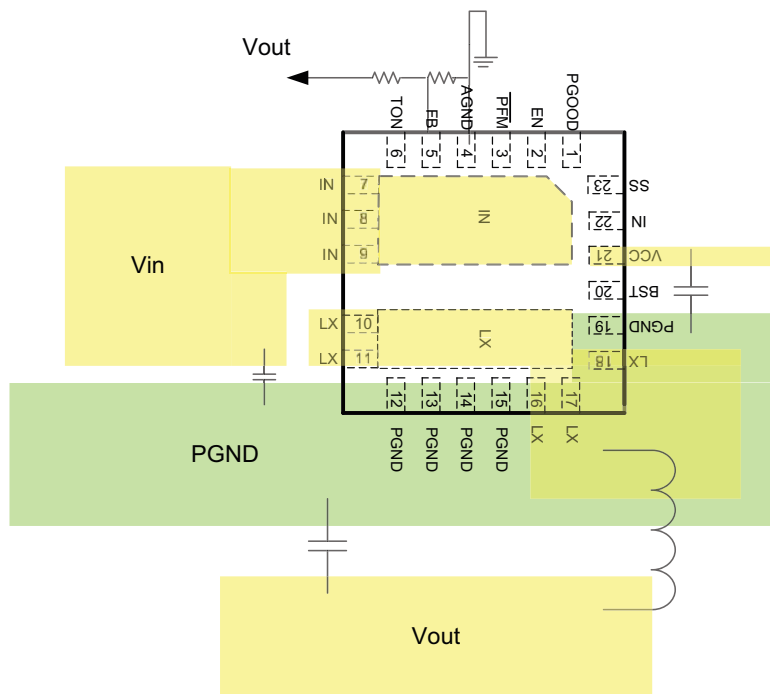 Vout
TON
FB
AGND
PFM
EN
PGOOD
6
5
4
3
2
1
IN
7
IN
8
IN
9
IN
23
SS
22
IN
21
VCC
20
BST
19
PGND
18
LX
Vin
LX
10
LX
11
LX
12
13
14
15
16
17
PGND
PGND
PGND
PGND
LX
LX
PGND
Vout